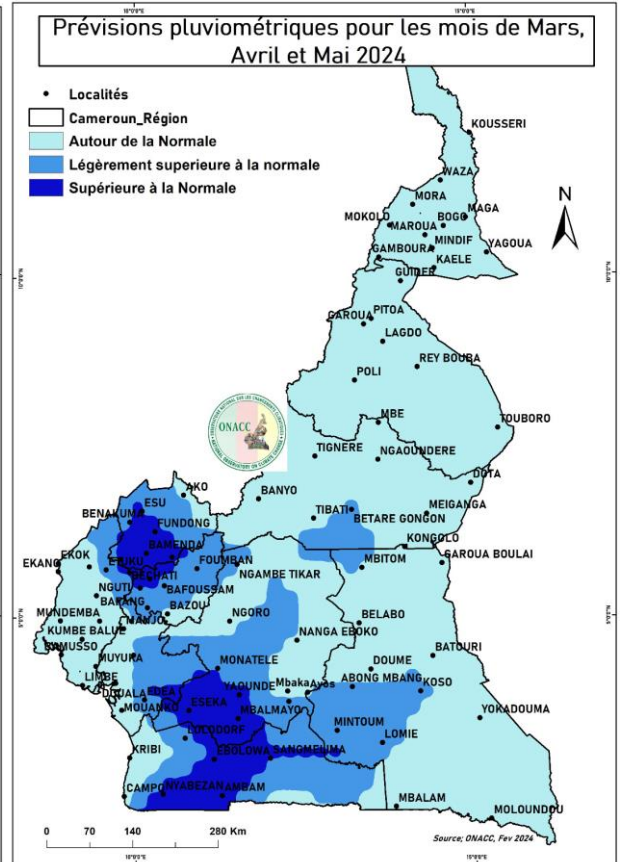 Prévisions pluviométriques pour les mois de Mars,
Avril et Mai 2024
Localités
Cameroun_Région
Autour de la Normale
Légèrement superieure à la normale
Supérieure à la Normale
N
KOUSSERI
WAZA
MORA
MAGA
MOKOLO
BOGO
MAROUA
MINDIF
YAGOUA
GAMBOURA
KAELE
GUIDER
PITOA
GAROUA
LAGDO
REY BOUBA
POLI
ONACC
MBE
TOUBORO
TIGNERE
NGAOUNDERE
DOTA
AKO
BANYO
ESU
TIBATI
MEIGANGA
BENAKUMA
BETARE GONGON
FUNDONG
KONGOLO
BAMENDA
GAROUA BOULAI
EKOK
FOUMBAN
MBITOM
EKANG
NGAMBE TIKAR
NGUTI
BAFOUSSAM
BAZOU
MUNDEMBA
MANJO
NGORO
BELABO
KUMBE BALUE
NANGA EBOKO
BATOURI
MUYUKA
MONATELE
DOUME
LIMBE
YAOUNDE
Mbaka
Ayos
ABONG MBANG
KOSO
DOUALA
EDEA
ESEKA
MOUANKO
MBALMAYO
YOKADOUMA
MINTOUM
LOLODORF
LOMIE
KRIBI
EBOLOWA
SANGMELIMA
CAMPO
NYABEZAN
AMBAM
MBALAM
MOLOUNDOU
0 70 140 280 Km
Source; ONACC, Fev 2024